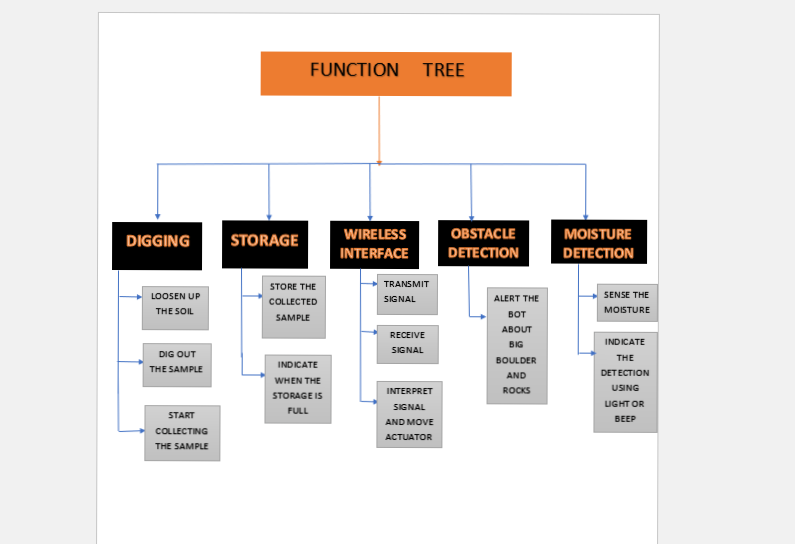 FUNCTION TREE
DIGGING
LOOSEN UP
THE SOIL
DIG OUT
THE SAMPLE
START
COLLECTING
THE SAMPLE
STORAGE
STORE THE
COLLECTED
SAMPLE
INDICATE
WHEN THE
STORAGE IS
FULL
WIRELESS
INTERFACE
TRANSMIT
SIGNAL
RECEIVE
SIGNAL
INTERPRET
SIGNAL
AND MOVE
ACTUATOR
OBSTACLE
DETECTION
ALERT THE
BOT
ABOUT
BIG
BOULDER
AND
ROCKS
MOISTURE
DETECTION
SENSE THE
MOISTURE
INDICATE
THE
DETECTION
USING
LIGHT OR
BEEP